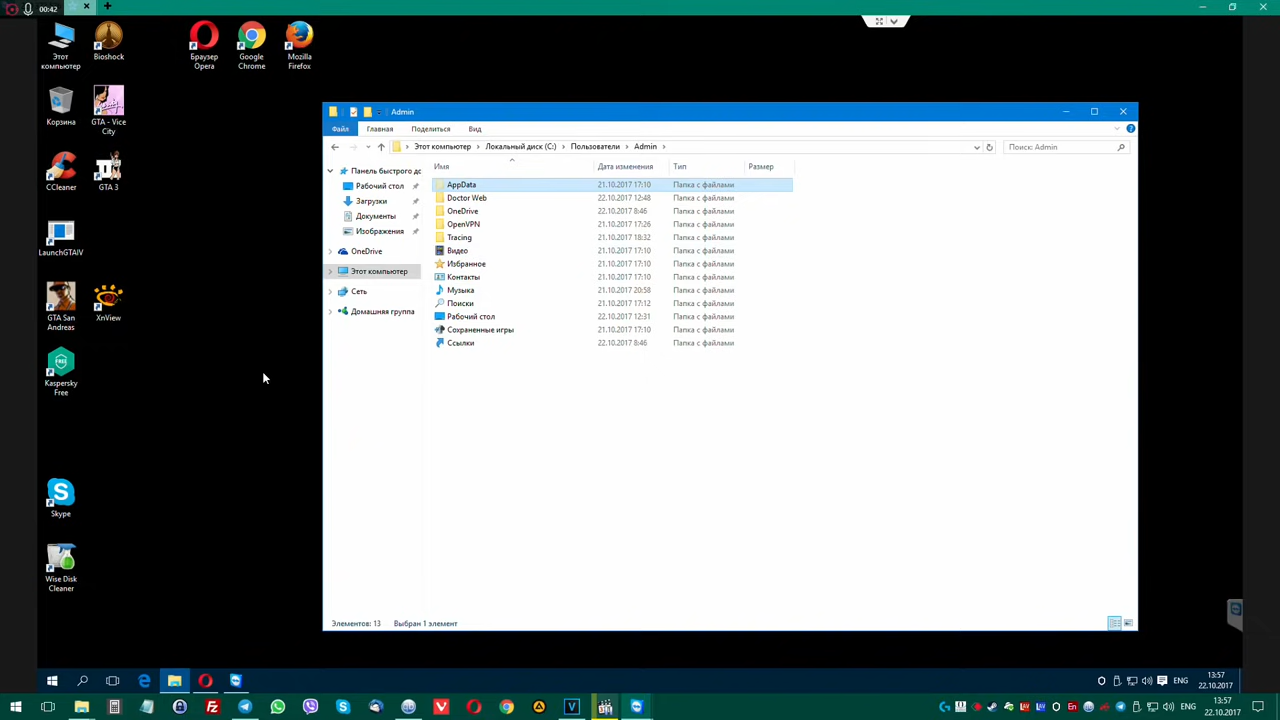 00:42
Этот
компьютер
Bioshock
Браузер
Opera
Google
Chrome
Mozilla
Firefox
Корзина
GTA - Vice
City
CCleaner
GTA 3
LaunchGTAIV
GTA San
Andreas
XnView
FREE
Kaspersky
Free
Skype
Wise Disk
Cleaner
Admin
Файл Главная Поделиться Вид
Этот компьютер Локальный диск (C:) Пользователи Admin
Поиск: Admin
Имя Дата изменения Тип Размер
Панель быстрого до
Рабочий стол
Загрузки
Документы
Изображения
OneDrive
Этот компьютер
Сеть
Домашняя группа
AppData 21.10.2017 17:10 Папка с файлами
Doctor Web 22.10.2017 12:48 Папка с файлами
OneDrive 22.10.2017 8:46 Папка с файлами
OpenVPN 21.10.2017 17:26 Папка с файлами
Tracing 21.10.2017 18:32 Папка с файлами
Видео 21.10.2017 17:10 Папка с файлами
Избранное 21.10.2017 17:10 Папка с файлами
Контакты 21.10.2017 17:10 Папка с файлами
Музыка 21.10.2017 20:58 Папка с файлами
Поиски 21.10.2017 17:12 Папка с файлами
Рабочий стол 22.10.2017 12:31 Папка с файлами
Сохраненные игры 21.10.2017 17:10 Папка с файлами
Ссылки 22.10.2017 8:46 Папка с файлами
Элементов: 13 Выбран 1 элемент
ENG
13:57
22.10.2017
ENG
13:57
22.10.2017